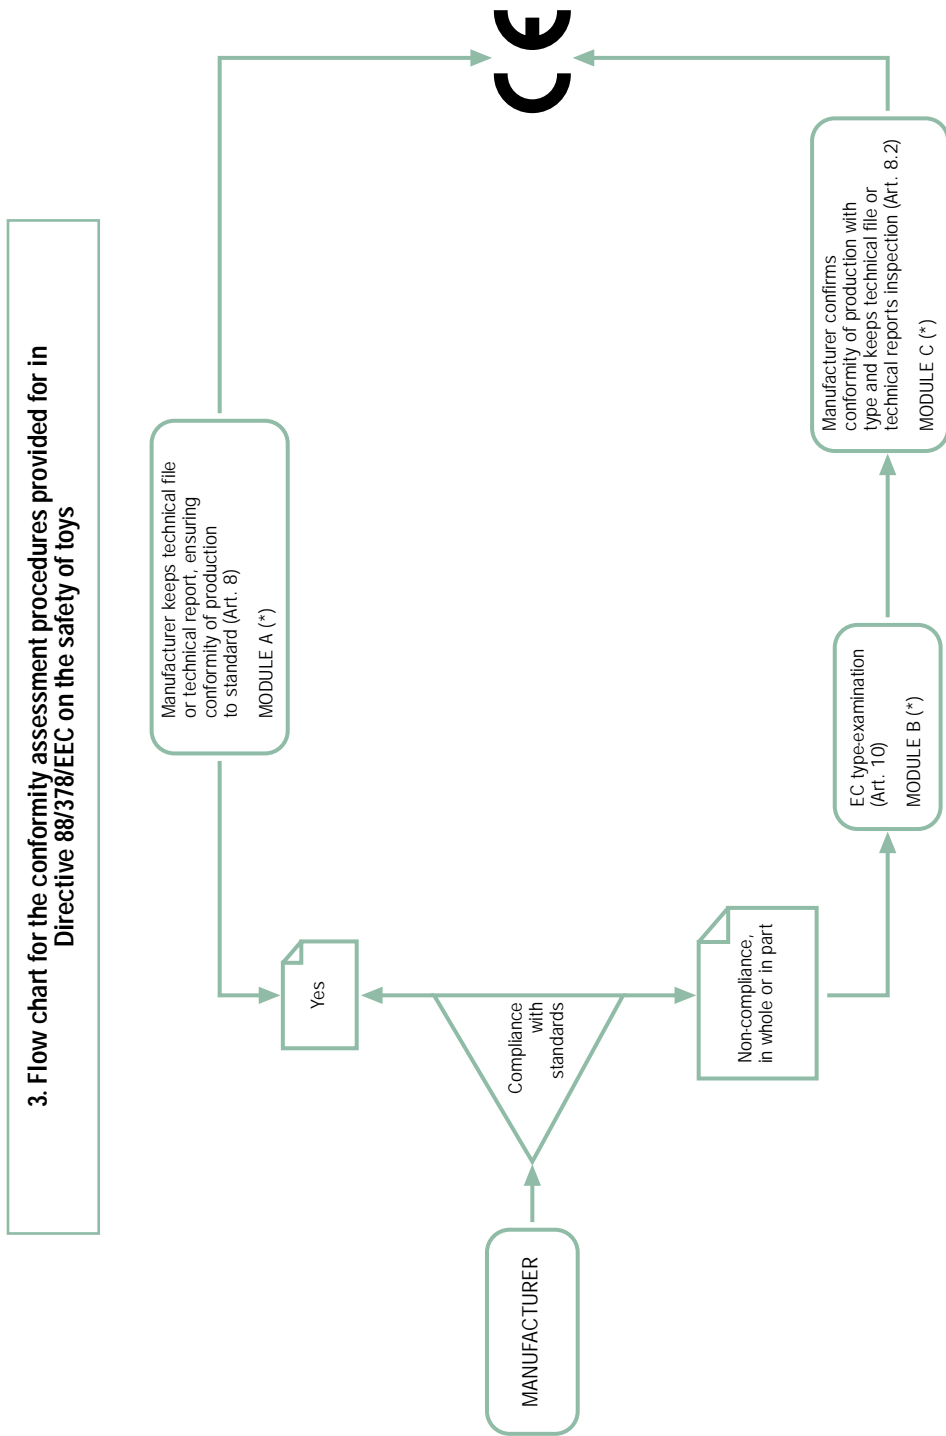 3. Flow chart for the conformity assessment procedures provided for in
Directive 88/378/EEC on the safety of toys
MANUFACTURER
Compliance
with
standards
Yes
Manufacturer keeps technical file
or technical report, ensuring
conformity of production
to standard (Art. 8)
MODULE A (*)
Non-compliance,
in whole or in part
EC type-examination
(Art. 10)
MODULE B (*)
Manufacturer confirms
conformity of production with
type and keeps technical file or
technical reports inspection (Art. 8.2)
MODULE C (*)
CE